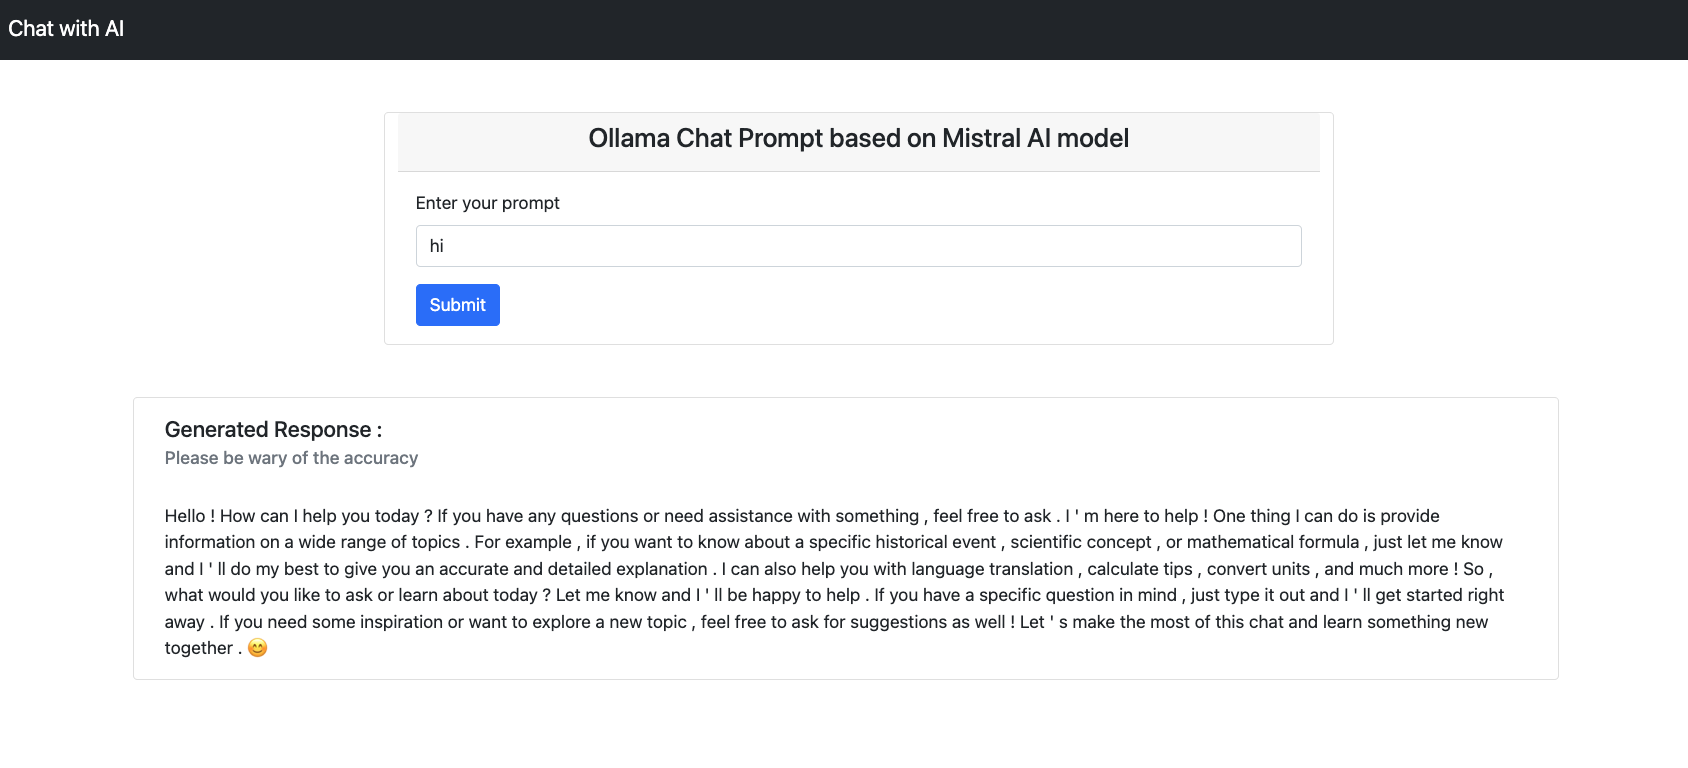 Chat with AI
Ollama Chat Prompt based on Mistral AI model
Enter your prompt
hi
Submit
Generated Response :
Please be wary of the accuracy
Hello ! How can I help you today ? If you have any questions or need assistance with something , feel free to ask . I ' m here to help ! One thing I can do is provide
information on a wide range of topics . For example , if you want to know about a specific historical event , scientific concept , or mathematical formula , just let me know
and I ' ll do my best to give you an accurate and detailed explanation . I can also help you with language translation , calculate tips , convert units , and much more ! So ,
what would you like to ask or learn about today ? Let me know and I ' ll be happy to help . If you have a specific question in mind , just type it out and I ' ll get started right
away . If you need some inspiration or want to explore a new topic , feel free to ask for suggestions as well ! Let ' s make the most of this chat and learn something new
together . 😊